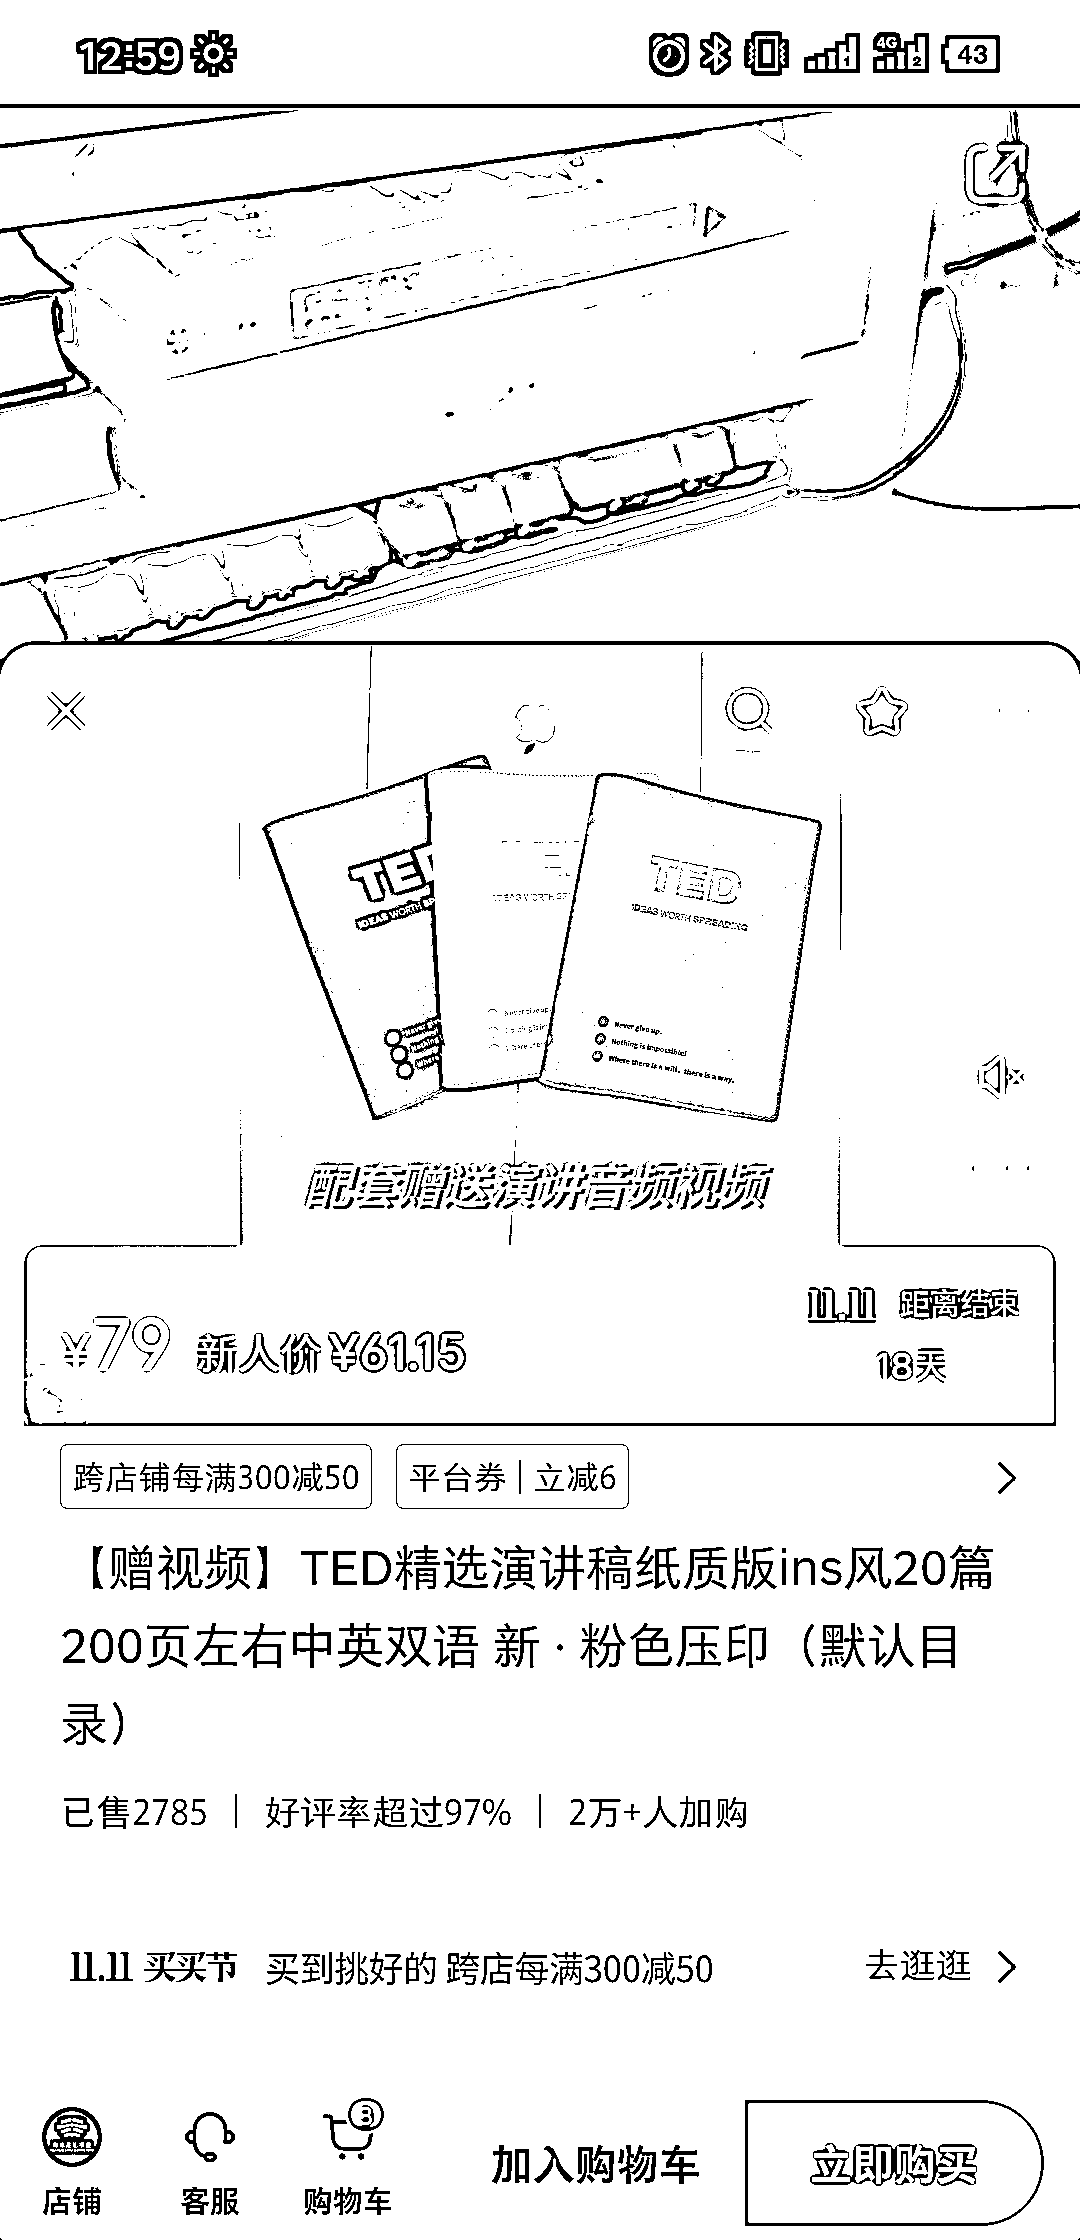 12:59
4G
1
2
43
TED
IDEAS WORTH SPREADING
Never give up.
Nothing is impossible!
Where there is a will, there is a way.
配套赠送演讲音频视频
¥79 新人价 ¥61.15
11.11 距离结束
18天
跨店铺每满300减50 平台券 | 立减6
【赠视频】TED精选演讲稿纸质版ins风20篇
200页左右中英双语 新 · 粉色压印（默认目
录）
已售2785 | 好评率超过97% | 2万+人加购
11.11 买买节 买到挑好的 跨店每满300减50 去逛逛
3
店铺 客服 购物车 加入购物车 立即购买